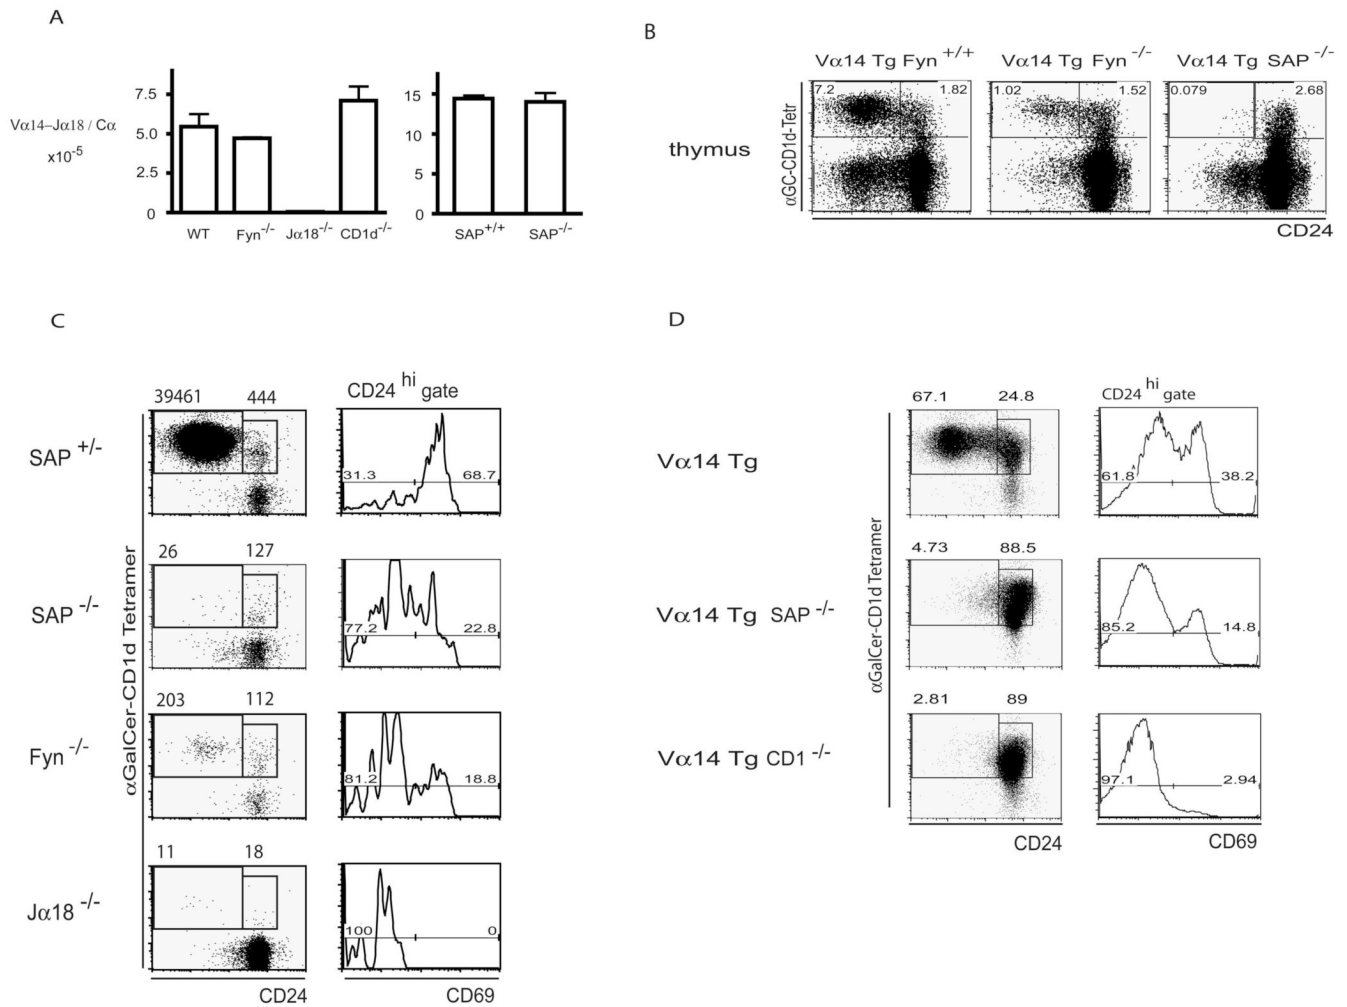 A
Vα14–Jα18 / Cα
x10⁻⁵
7.5
5.0
2.5
0
WT Fyn⁻/⁻ Jα18⁻/⁻ CD1d⁻/⁻
15
10
5
0
SAP⁺/⁺ SAP⁻/⁻
B
Vα14 Tg Fyn ⁺/⁺ Vα14 Tg Fyn ⁻/⁻ Vα14 Tg SAP ⁻/⁻
thymus
αGC-CD1d-Tetr
7.2 1.82
1.02 1.52
0.079 2.68
CD24
C
αGalCer-CD1d Tetramer
CD24 ʰⁱ gate
SAP ⁺/⁻
39461 444
31.3 68.7
SAP ⁻/⁻
26 127
77.2 22.8
Fyn ⁻/⁻
203 112
81.2 18.8
Jα18 ⁻/⁻
11 18
100 0
CD24 CD69
D
αGalCer-CD1d Tetramer
CD24 ʰⁱ gate
Vα14 Tg
67.1 24.8
61.8 38.2
Vα14 Tg SAP ⁻/⁻
4.73 88.5
85.2 14.8
Vα14 Tg CD1 ⁻/⁻
2.81 89
97.1 2.94
CD24 CD69